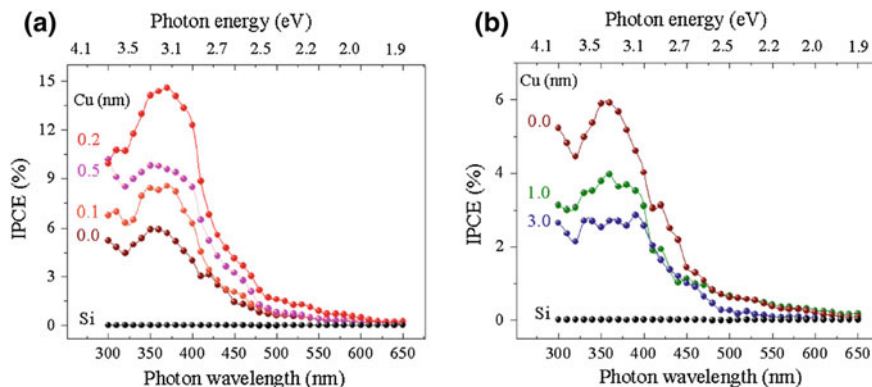 (a)
Photon energy (eV)
4.1 3.5 3.1 2.7 2.5 2.2 2.0 1.9
Cu (nm)
0.2
0.5
0.1
0.0
Si
IPCE (%)
15
12
9
6
3
0
300 350 400 450 500 550 600 650
Photon wavelength (nm)
(b)
Photon energy (eV)
4.1 3.5 3.1 2.7 2.5 2.2 2.0 1.9
Cu (nm)
0.0
1.0
3.0
Si
IPCE (%)
6
4
2
0
300 350 400 450 500 550 600 650
Photon wavelength (nm)